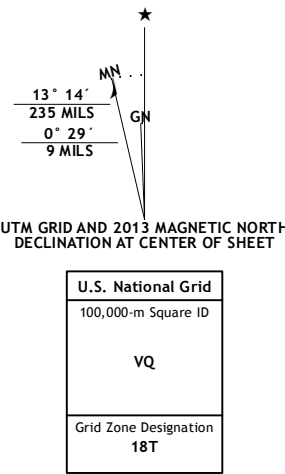 ★
MN
GN
13° 14´
235 MILS
0° 29´
9 MILS
UTM GRID AND 2013 MAGNETIC NORTH
DECLINATION AT CENTER OF SHEET
U.S. National Grid
100,000-m Square ID
VQ
Grid Zone Designation
18T